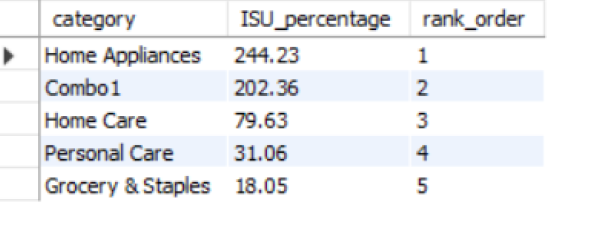 category ISU_percentage rank_order
Home Appliances 244.23 1
Combo1 202.36 2
Home Care 79.63 3
Personal Care 31.06 4
Grocery & Staples 18.05 5